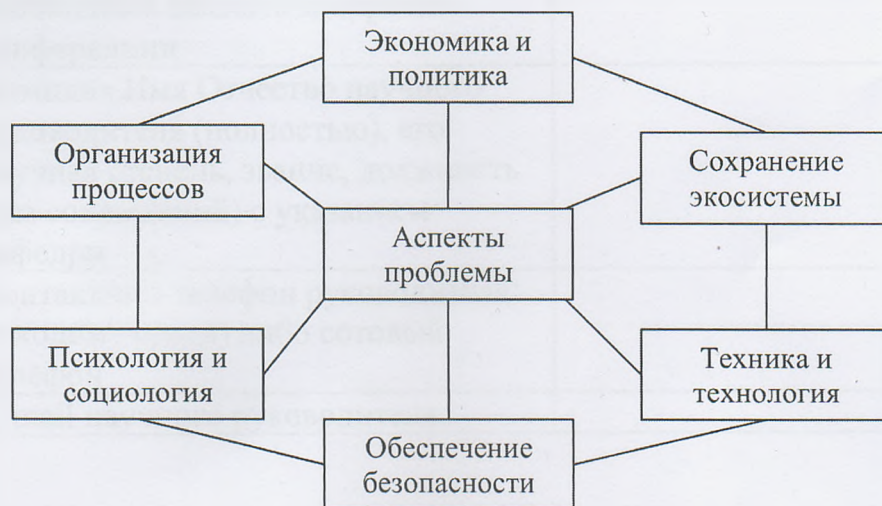 Экономика и
политика
Организация
процессов
Сохранение
экосистемы
Аспекты
проблемы
Психология и
социология
Техника и
технология
Обеспечение
безопасности